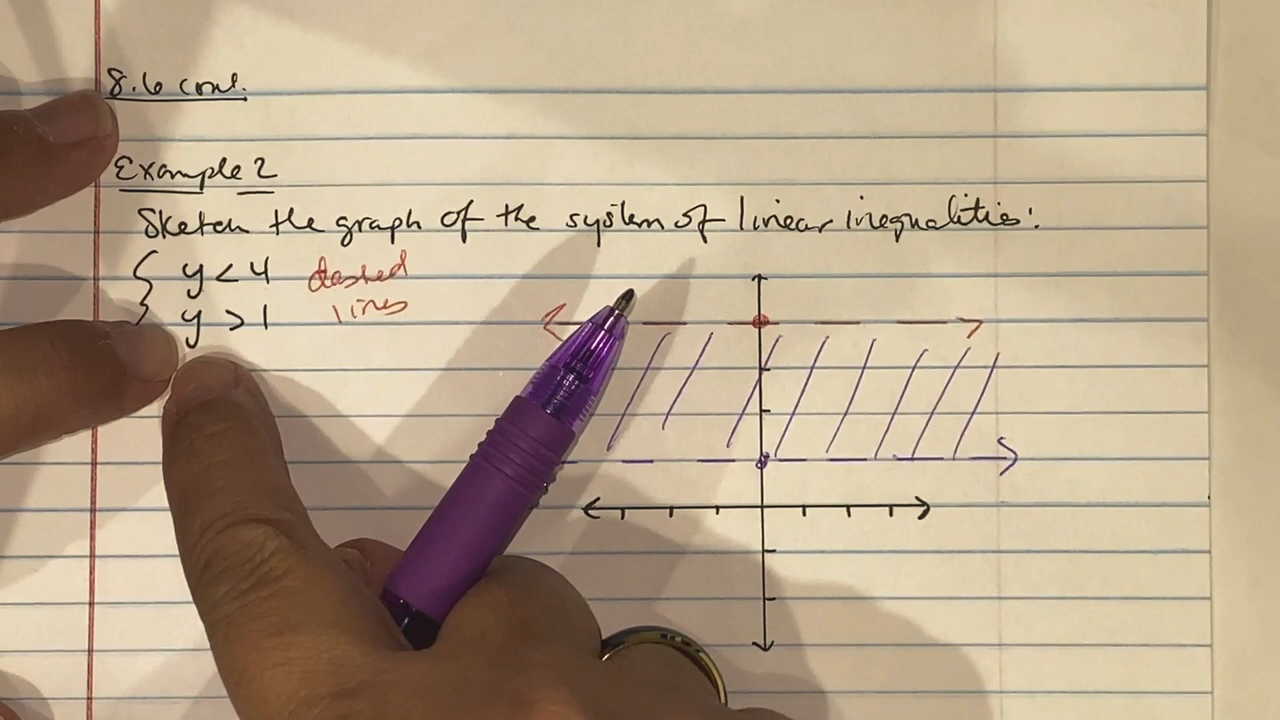 8.6 cont.
Example 2
Sketch the graph of the system of linear inequalities:
{ y < 4 dashed
y > 1 lines